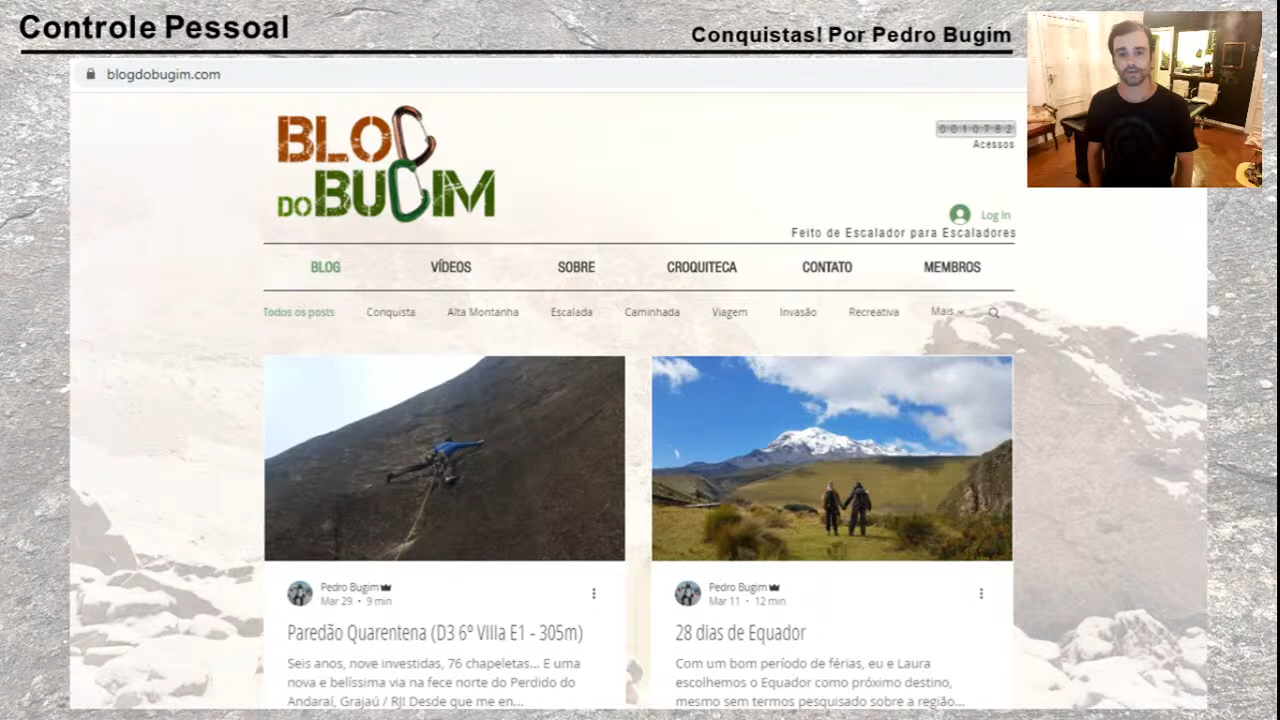 Controle Pessoal
Conquistas! Por Pedro Bugim
blogdobugim.com
BLOG
DO BUGIM
0010782
Acessos
Log In
Feito de Escalador para Escaladores
BLOG VÍDEOS SOBRE CROQUITECA CONTATO MEMBROS
Todos os posts Conquista Alta Montanha Escalada Caminhada Viagem Invasão Recreativa Mais
Pedro Bugim
Mar 29 • 9 min
Paredão Quarentena (D3 6º VIIIa E1 - 305m)
Seis anos, nove investidas, 76 chapeletas... E uma
nova e belíssima via na fece norte do Perdido do
Andaraí, Grajaú / RJ! Desde que me en...
Pedro Bugim
Mar 11 • 12 min
28 dias de Equador
Com um bom período de férias, eu e Laura
escolhemos o Equador como próximo destino,
mesmo sem termos pesquisado sobre a região...